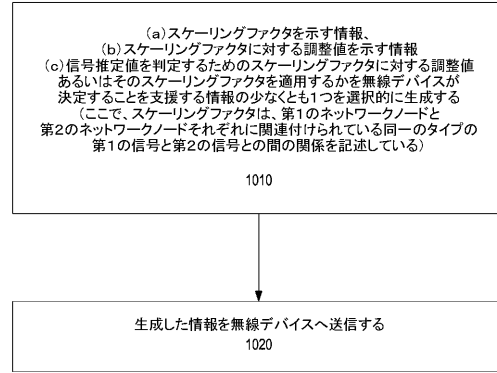 (a)スケーリングファクタを示す情報、
(b)スケーリングファクタに対する調整値を示す情報
(c)信号推定値を判定するためのスケーリングファクタに対する調整値
あるいはそのスケーリングファクタを適用するかを無線デバイスが
決定することを支援する情報の少なくとも1つを選択的に生成する
(ここで、スケーリングファクタは、第1のネットワークノードと
第2のネットワークノードそれぞれに関連付けられている同一のタイプの
第1の信号と第2の信号との間の関係を記述している)
1010
生成した情報を無線デバイスへ送信する
1020